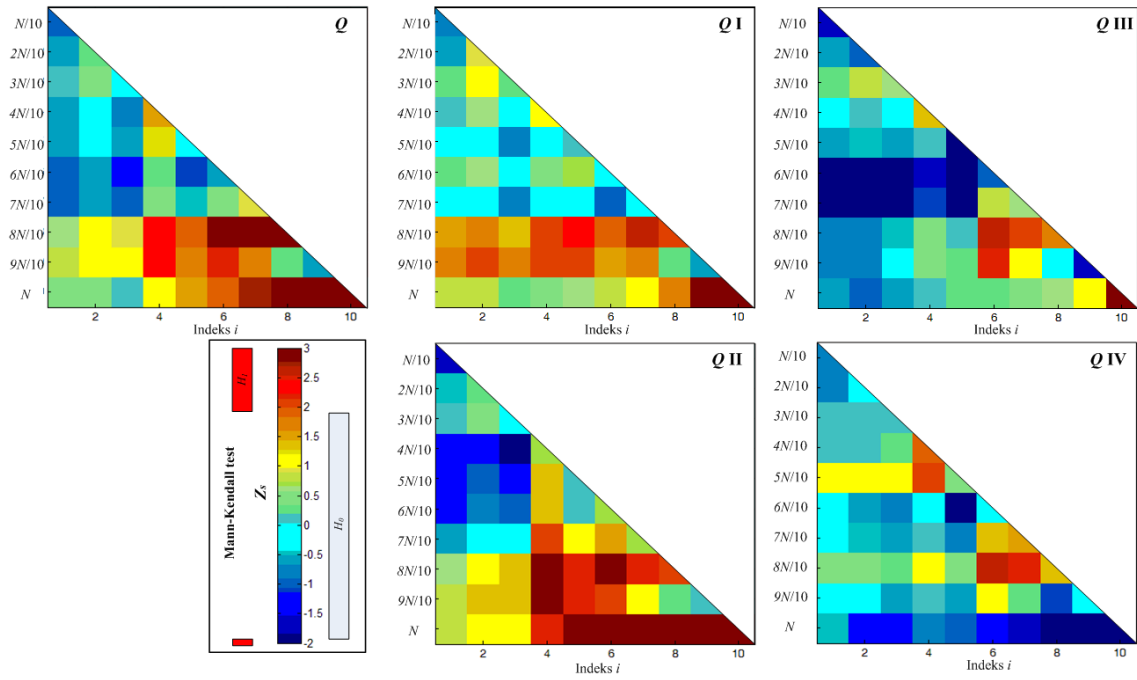 Q
N/10
2N/10
3N/10
4N/10
5N/10
6N/10
7N/10
8N/10
9N/10
N
2 4 6 8 10
Indeks i
Q I
N/10
2N/10
3N/10
4N/10
5N/10
6N/10
7N/10
8N/10
9N/10
N
2 4 6 8 10
Indeks i
Q III
N/10
2N/10
3N/10
4N/10
5N/10
6N/10
7N/10
8N/10
9N/10
N
2 4 6 8 10
Indeks i
Mann-Kendall test
H1
Zs
3
2.5
2
1.5
1
0.5
0
-0.5
-1
-1.5
-2
H0
Q II
N/10
2N/10
3N/10
4N/10
5N/10
6N/10
7N/10
8N/10
9N/10
N
2 4 6 8 10
Indeks i
Q IV
N/10
2N/10
3N/10
4N/10
5N/10
6N/10
7N/10
8N/10
9N/10
N
2 4 6 8 10
Indeks i